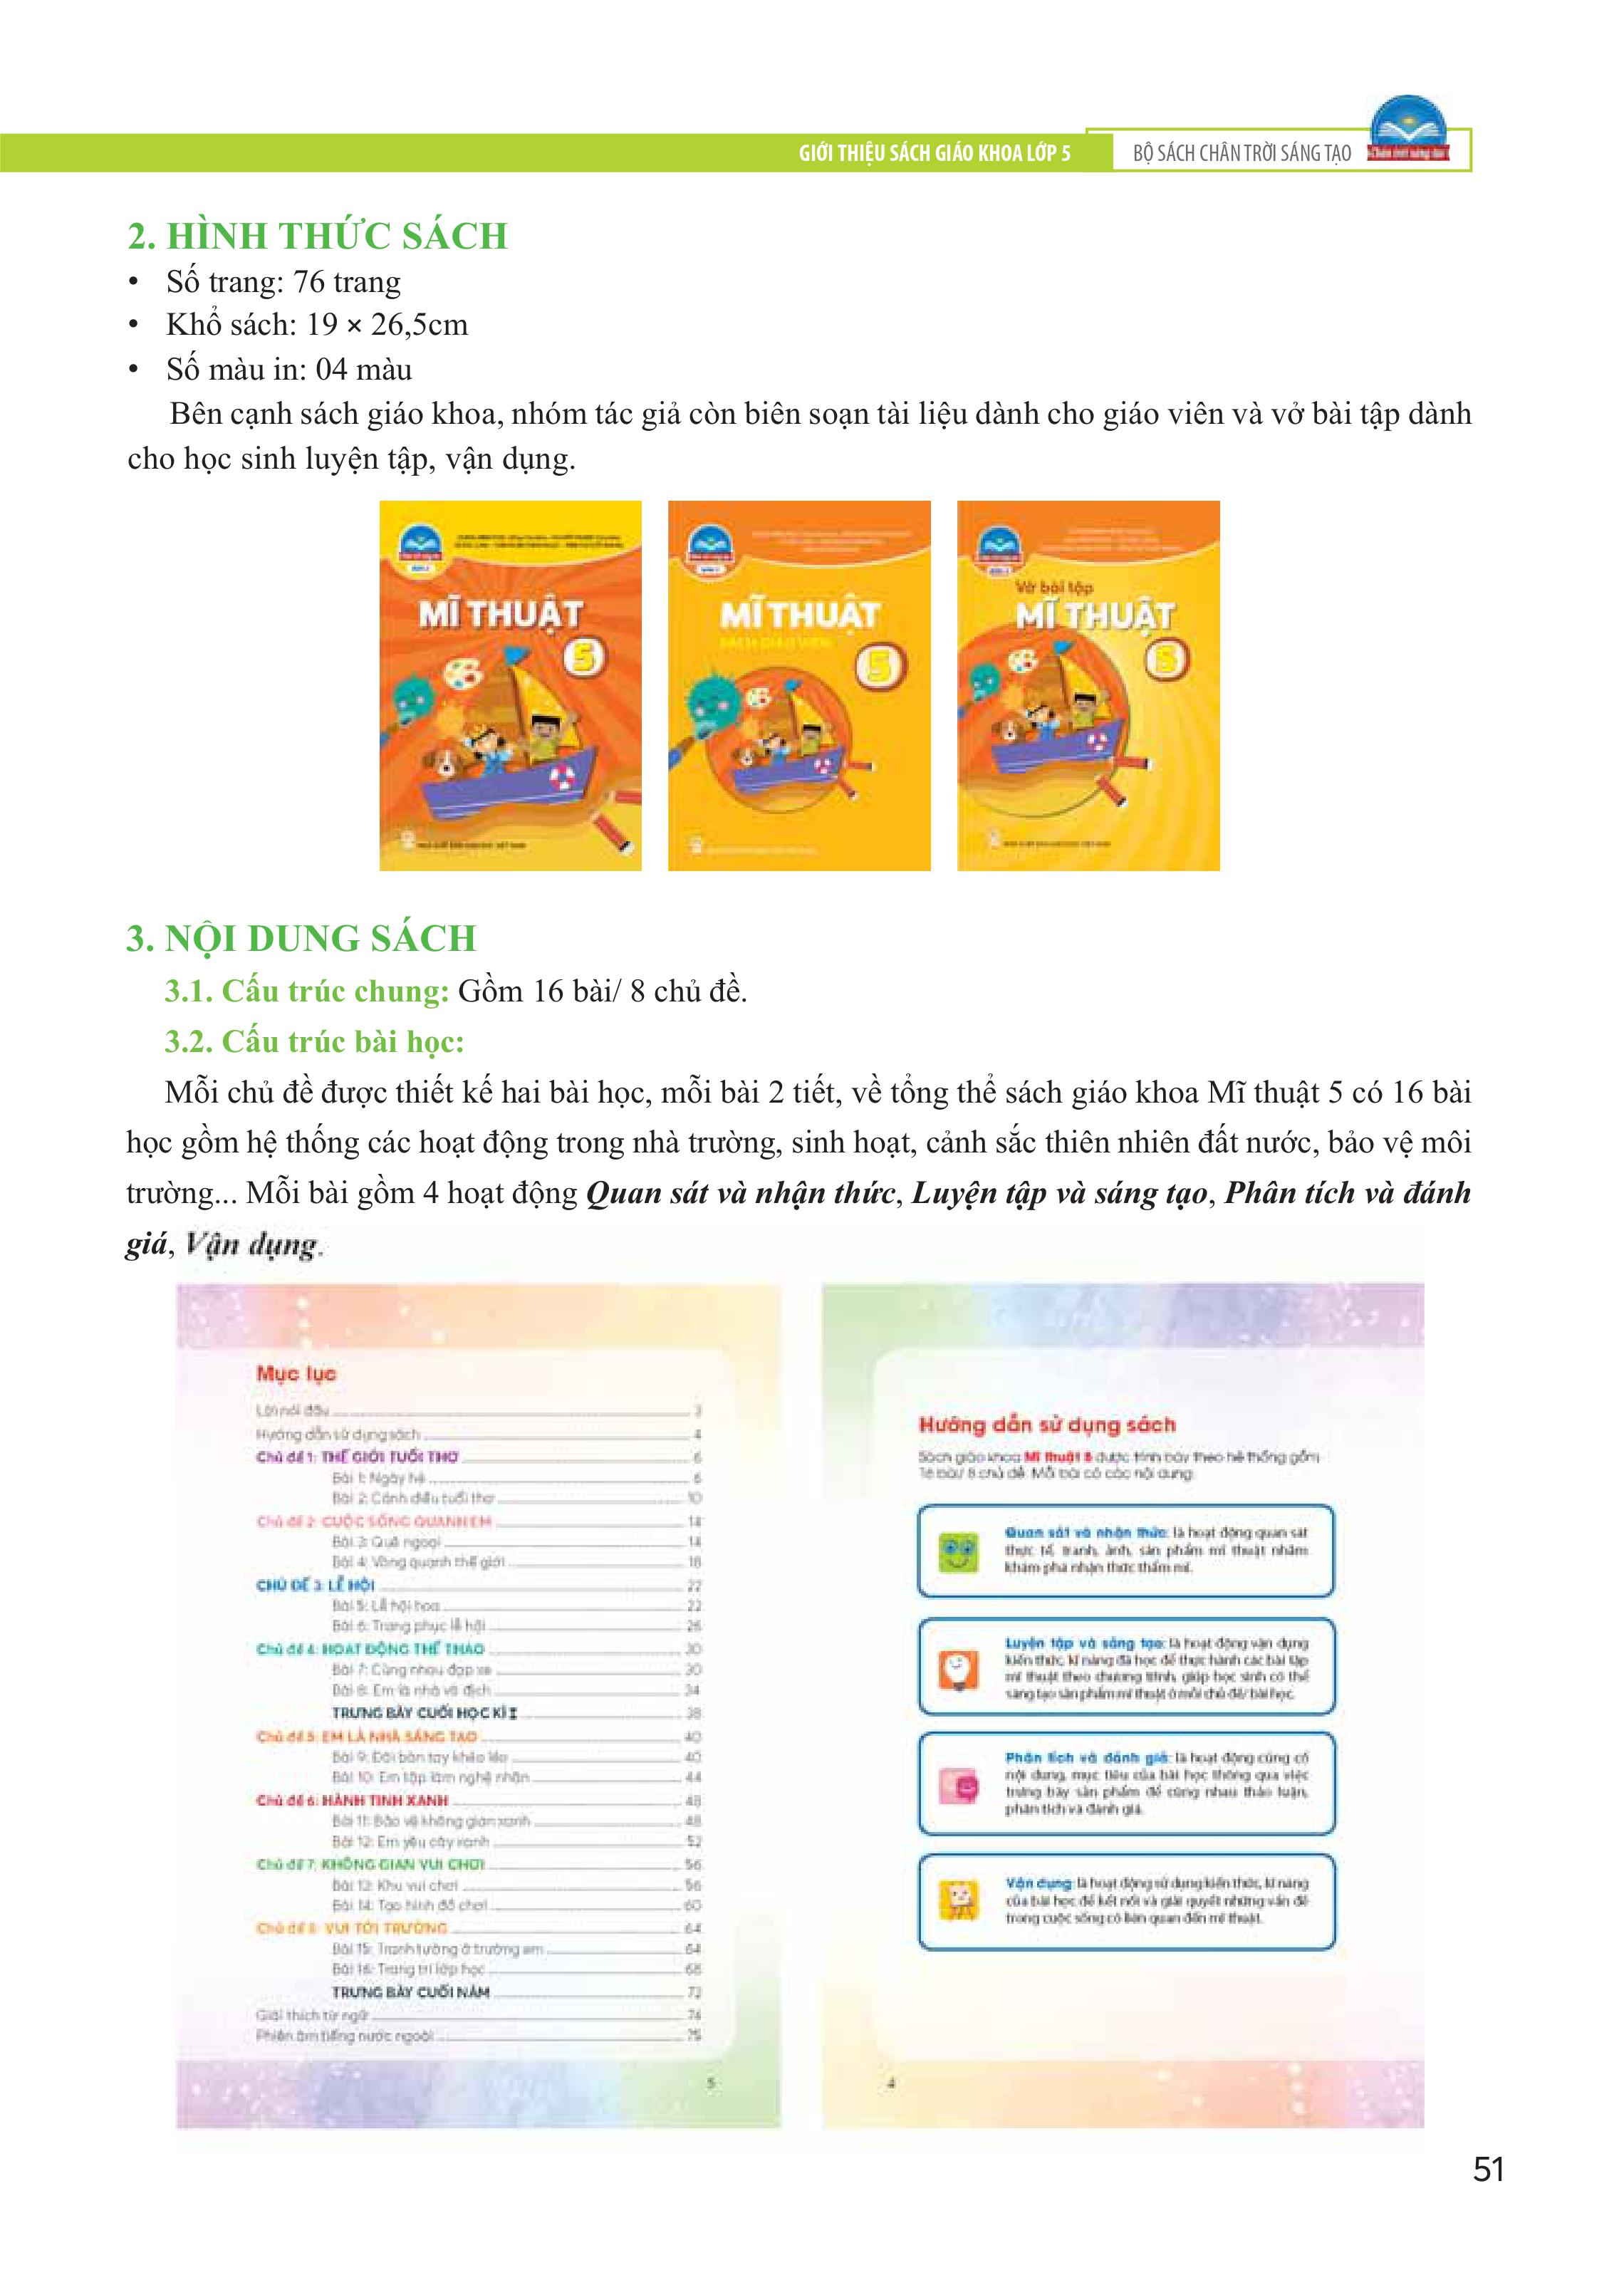 GIỚI THIỆU SÁCH GIÁO KHOA LỚP 5
BỘ SÁCH CHÂN TRỜI SÁNG TẠO
2. HÌNH THỨC SÁCH
• Số trang: 76 trang
• Khổ sách: 19 × 26,5cm
• Số màu in: 04 màu
Bên cạnh sách giáo khoa, nhóm tác giả còn biên soạn tài liệu dành cho giáo viên và vở bài tập dành
cho học sinh luyện tập, vận dụng.
MĨ THUẬT
5
MĨ THUẬT
SÁCH GIÁO VIÊN
5
Vở bài tập
MĨ THUẬT
5
3. NỘI DUNG SÁCH
3.1. Cấu trúc chung: Gồm 16 bài/ 8 chủ đề.
3.2. Cấu trúc bài học:
Mỗi chủ đề được thiết kế hai bài học, mỗi bài 2 tiết, về tổng thể sách giáo khoa Mĩ thuật 5 có 16 bài
học gồm hệ thống các hoạt động trong nhà trường, sinh hoạt, cảnh sắc thiên nhiên đất nước, bảo vệ môi
trường... Mỗi bài gồm 4 hoạt động Quan sát và nhận thức, Luyện tập và sáng tạo, Phân tích và đánh
giá, Vận dụng.
Mục lục
Lời nói đầu 3
Hướng dẫn sử dụng sách 4
Chủ đề 1: THẾ GIỚI TUỔI THƠ 6
Bài 1: Ngày hè 6
Bài 2: Cánh diều tuổi thơ 10
Chủ đề 2: CUỘC SỐNG QUANH EM 14
Bài 3: Quê ngoại 14
Bài 4: Vòng quanh thế giới 18
CHỦ ĐỀ 3: LỄ HỘI 22
Bài 5: Lễ hội hoa 22
Bài 6: Trang phục lễ hội 26
Chủ đề 4: HOẠT ĐỘNG THỂ THAO 30
Bài 7: Cùng nhau đạp xe 30
Bài 8: Em là nhà vô địch 34
TRƯNG BÀY CUỐI HỌC KÌ I 38
Chủ đề 5: EM LÀ NHÀ SÁNG TẠO 40
Bài 9: Đôi bàn tay khéo léo 40
Bài 10: Em tập làm nghệ nhân 44
Chủ đề 6: HÀNH TINH XANH 48
Bài 11: Bảo vệ không gian xanh 48
Bài 12: Em yêu cây xanh 52
Chủ đề 7: KHÔNG GIAN VUI CHƠI 56
Bài 13: Khu vui chơi 56
Bài 14: Tạo hình đồ chơi 60
Chủ đề 8: VUI TỚI TRƯỜNG 64
Bài 15: Tranh tường ở trường em 64
Bài 16: Trang trí lớp học 68
TRƯNG BÀY CUỐI NĂM 72
Giải thích từ ngữ 74
Phiên âm tiếng nước ngoài 75
5
Hướng dẫn sử dụng sách
Sách giáo khoa Mĩ thuật 5 được trình bày theo hệ thống gồm
16 bài/ 8 chủ đề. Mỗi bài có các nội dung:
Quan sát và nhận thức: là hoạt động quan sát
thực tế, tranh, ảnh, sản phẩm mĩ thuật nhằm
khám phá nhận thức thẩm mĩ.
Luyện tập và sáng tạo: là hoạt động vận dụng
kiến thức, kĩ năng đã học để thực hành các bài tập
mĩ thuật theo chương trình, giúp học sinh có thể
sáng tạo sản phẩm mĩ thuật ở mỗi chủ đề/ bài học.
Phân tích và đánh giá: là hoạt động củng cố
nội dung, mục tiêu của bài học thông qua việc
trưng bày sản phẩm để cùng nhau thảo luận,
phân tích và đánh giá.
Vận dụng: là hoạt động sử dụng kiến thức, kĩ năng
của bài học để kết nối và giải quyết những vấn đề
trong cuộc sống có liên quan đến mĩ thuật.
4
51